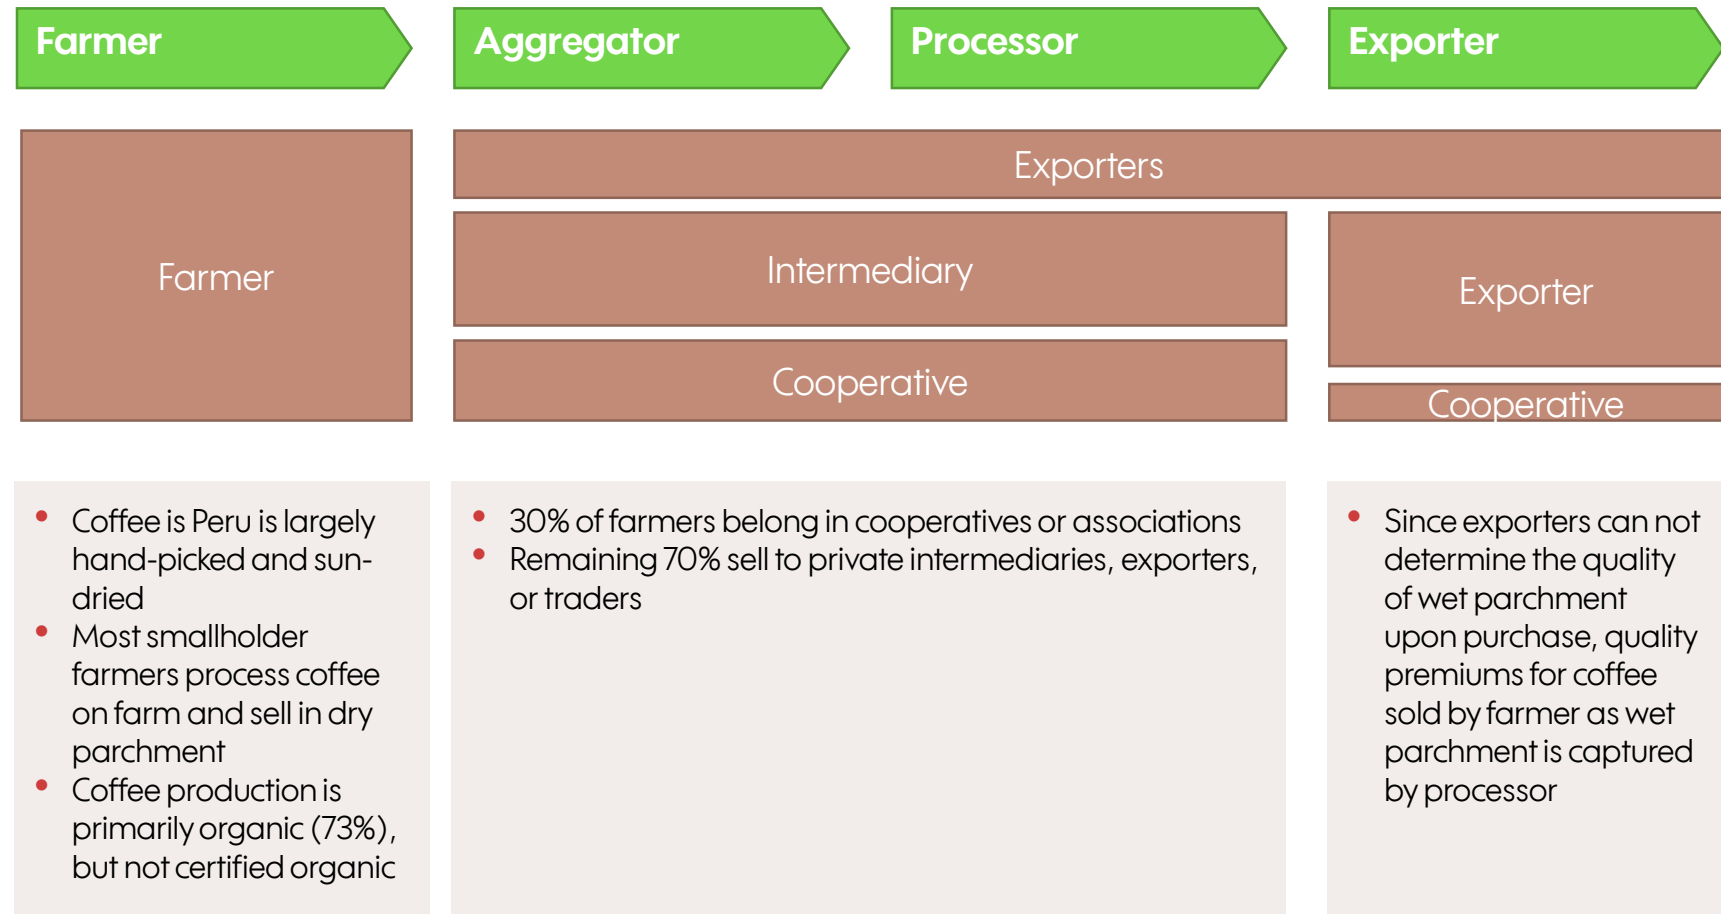 Farmer
Aggregator
Processor
Exporter
Farmer
Exporters
Intermediary
Cooperative
Exporter
Cooperative
• Coffee is Peru is largely
hand-picked and sun-
dried
• Most smallholder
farmers process coffee
on farm and sell in dry
parchment
• Coffee production is
primarily organic (73%),
but not certified organic
• 30% of farmers belong in cooperatives or associations
• Remaining 70% sell to private intermediaries, exporters,
or traders
• Since exporters can not
determine the quality
of wet parchment
upon purchase, quality
premiums for coffee
sold by farmer as wet
parchment is captured
by processor